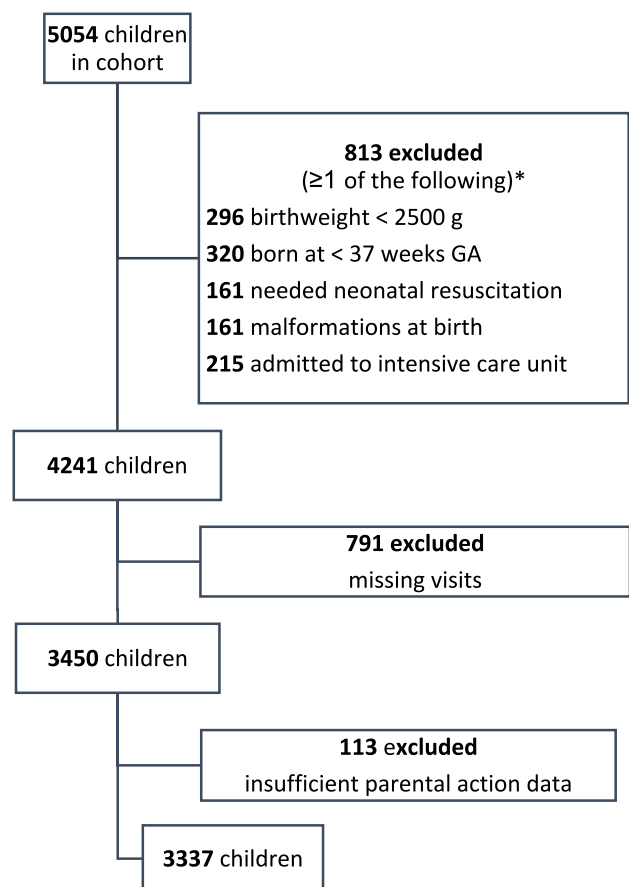 5054 children
in cohort
813 excluded
(≥1 of the following)*
296 birthweight < 2500 g
320 born at < 37 weeks GA
161 needed neonatal resuscitation
161 malformations at birth
215 admitted to intensive care unit
4241 children
791 excluded
missing visits
3450 children
113 excluded
insufficient parental action data
3337 children